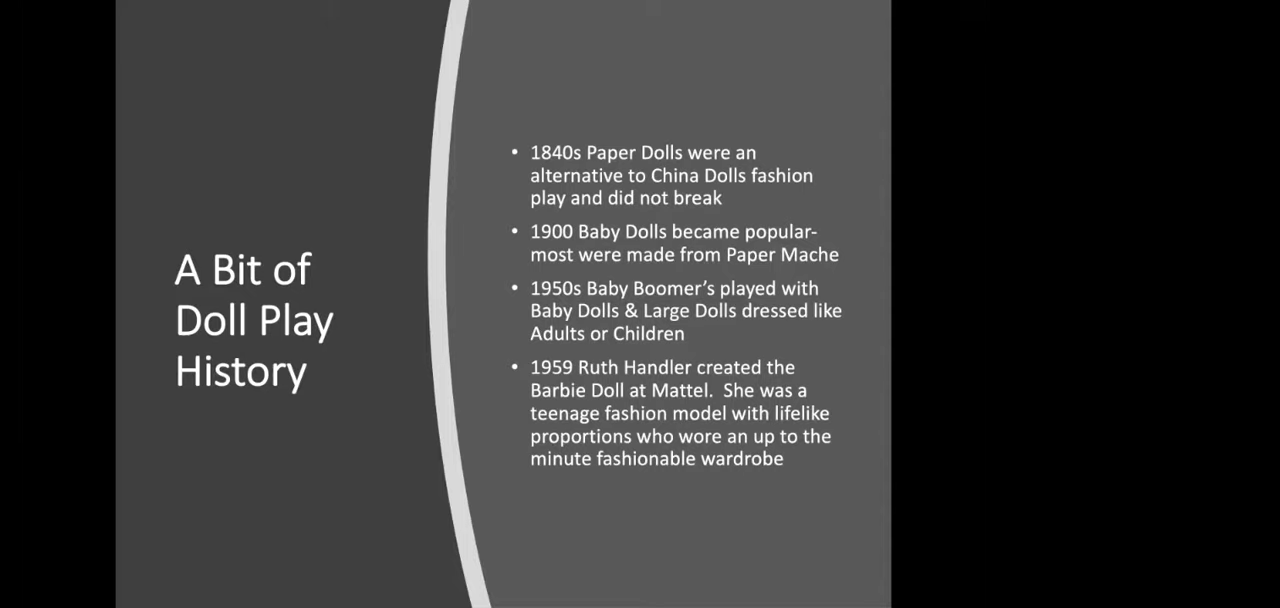 A Bit of
Doll Play
History
• 1840s Paper Dolls were an
alternative to China Dolls fashion
play and did not break
• 1900 Baby Dolls became popular-
most were made from Paper Mache
• 1950s Baby Boomer’s played with
Baby Dolls & Large Dolls dressed like
Adults or Children
• 1959 Ruth Handler created the
Barbie Doll at Mattel.  She was a
teenage fashion model with lifelike
proportions who wore an up to the
minute fashionable wardrobe